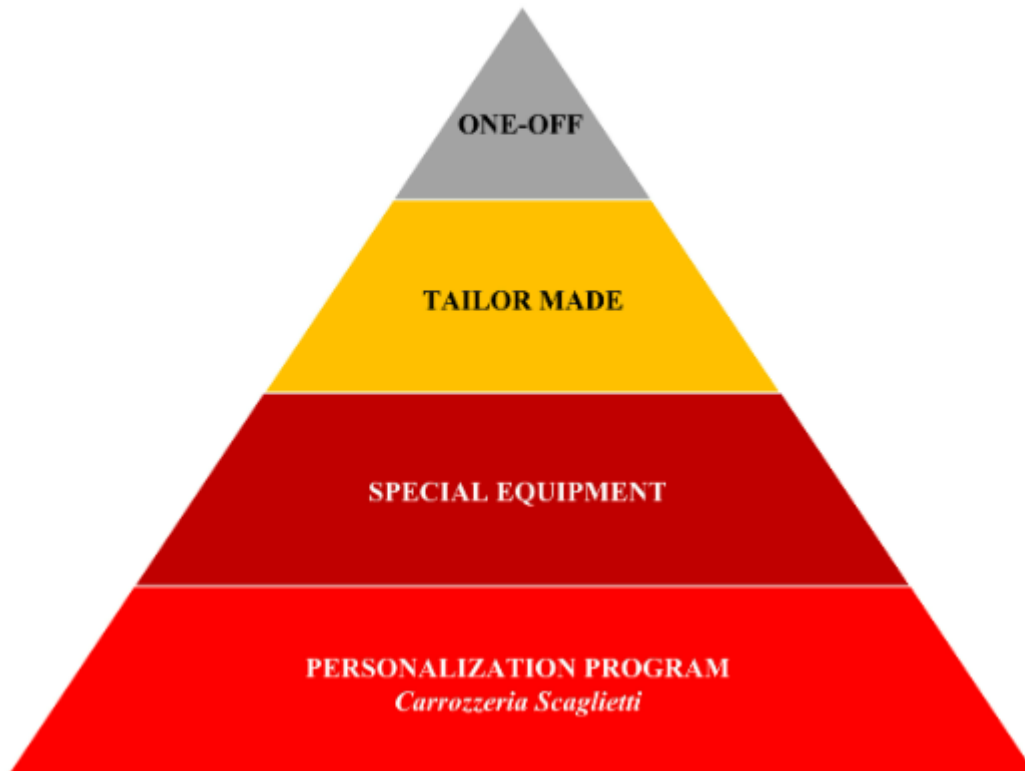 ONE-OFF
TAILOR MADE
SPECIAL EQUIPMENT
PERSONALIZATION PROGRAM
Carrozzeria Scaglietti